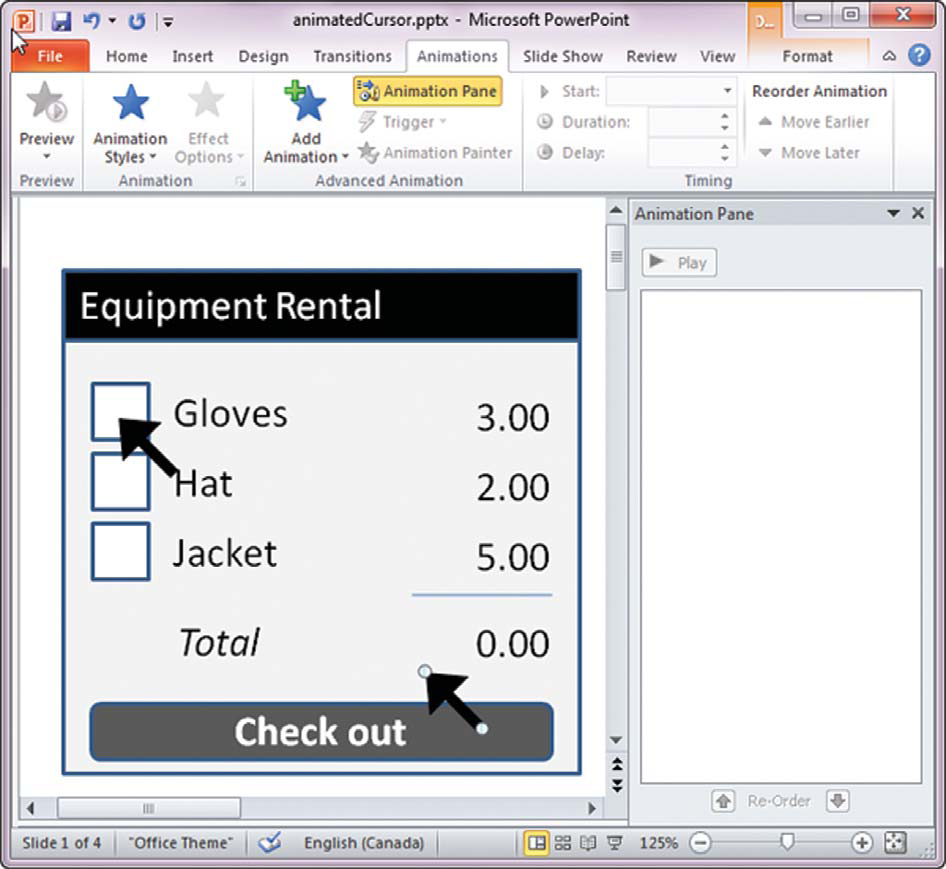 animatedCursor.pptx - Microsoft PowerPoint
D...
File Home Insert Design Transitions Animations Slide Show Review View Format
Preview
Animation Styles
Effect Options
Add Animation
Animation Pane
Trigger
Animation Painter
Start:
Duration:
Delay:
Reorder Animation
Move Earlier
Move Later
Preview Animation Advanced Animation Timing
Equipment Rental
Gloves 3.00
Hat 2.00
Jacket 5.00
Total 0.00
Check out
Animation Pane
Play
Re-Order
Slide 1 of 4 "Office Theme" English (Canada) 125%